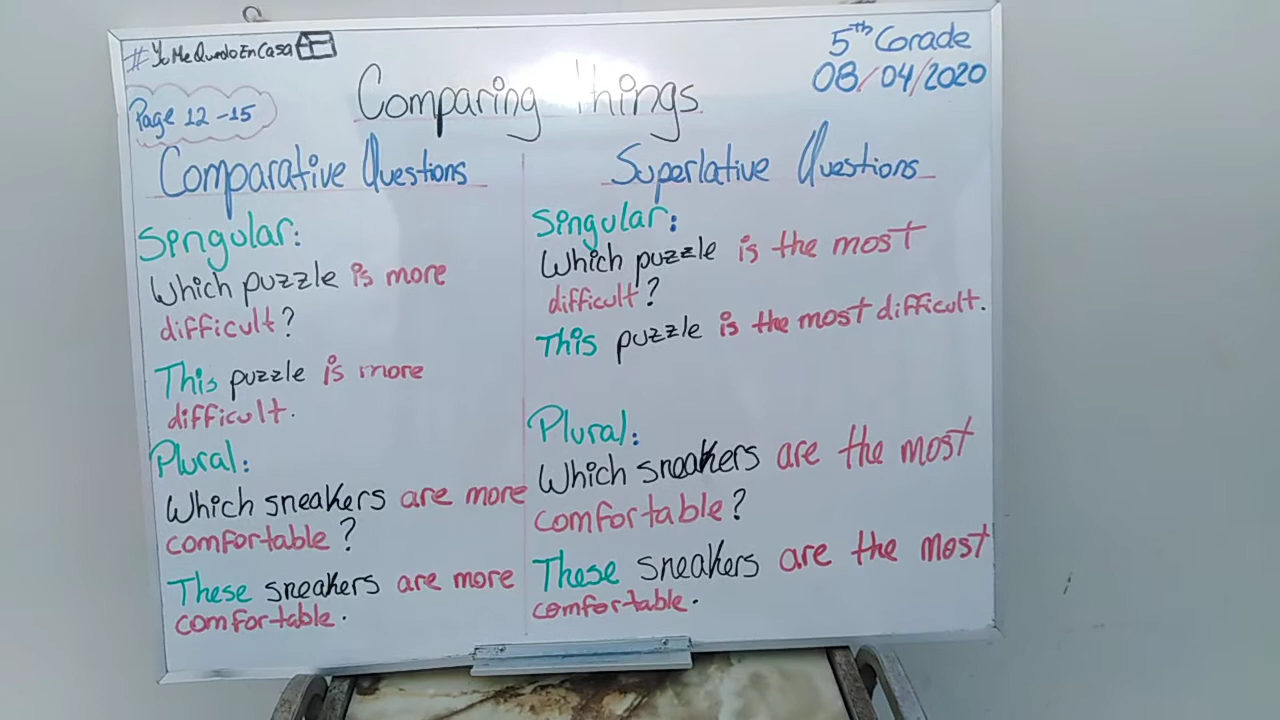 #YoMeQuedoEnCasa
5th Grade
08/04/2020
Page 12-15
Comparing Things
Comparative Questions
Singular:
Which puzzle is more
difficult?
This puzzle is more
difficult.
Plural:
Which sneakers are more
comfortable?
These sneakers are more
comfortable.
Superlative Questions
Singular:
Which puzzle is the most
difficult?
This puzzle is the most difficult.
Plural:
Which sneakers are the most
comfortable?
These sneakers are the most
comfortable.